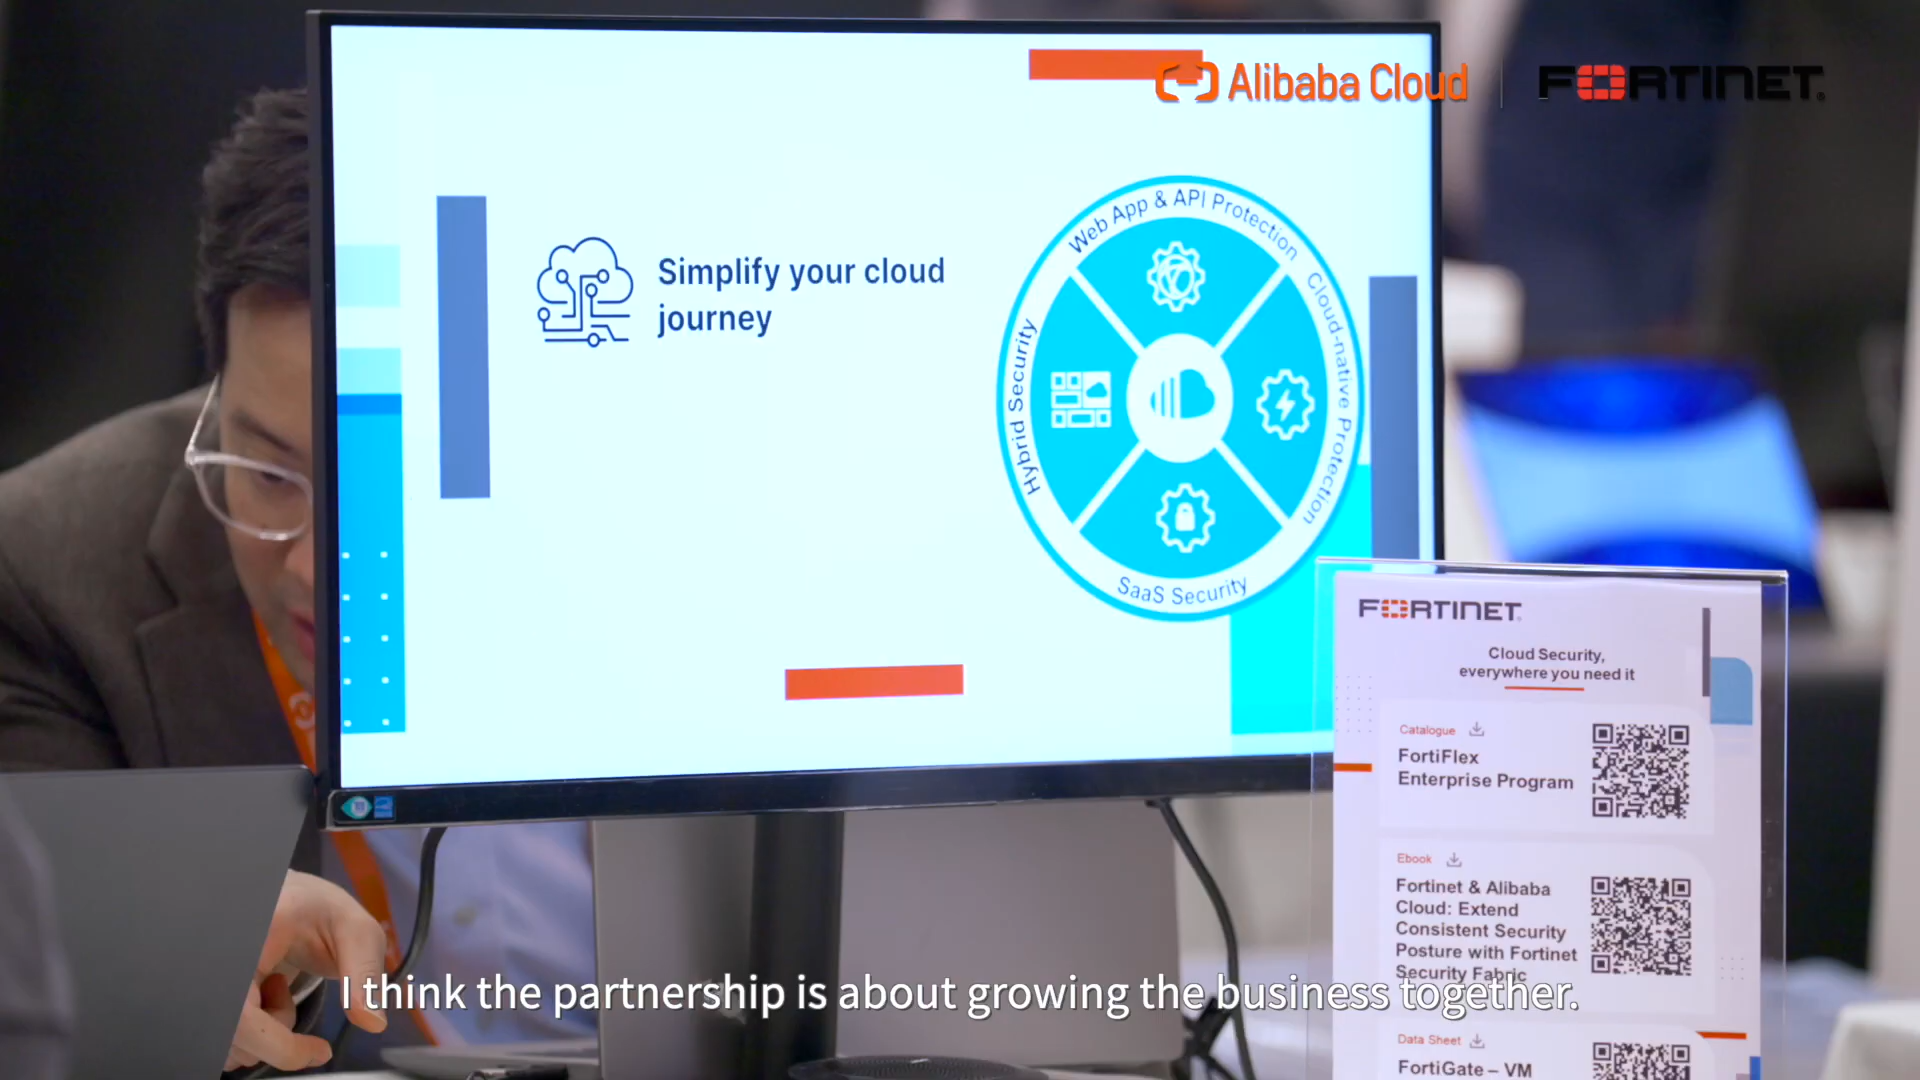 Alibaba Cloud
FORTINET
Simplify your cloud
journey
Web App & API Protection
Cloud-native Protection
Hybrid Security
SaaS Security
FORTINET
Cloud Security,
everywhere you need it
Catalogue
FortiFlex
Enterprise Program
Ebook
Fortinet & Alibaba
Cloud: Extend
Consistent Security
Posture with Fortinet
Security Fabric
Data Sheet
FortiGate – VM
I think the partnership is about growing the business together.